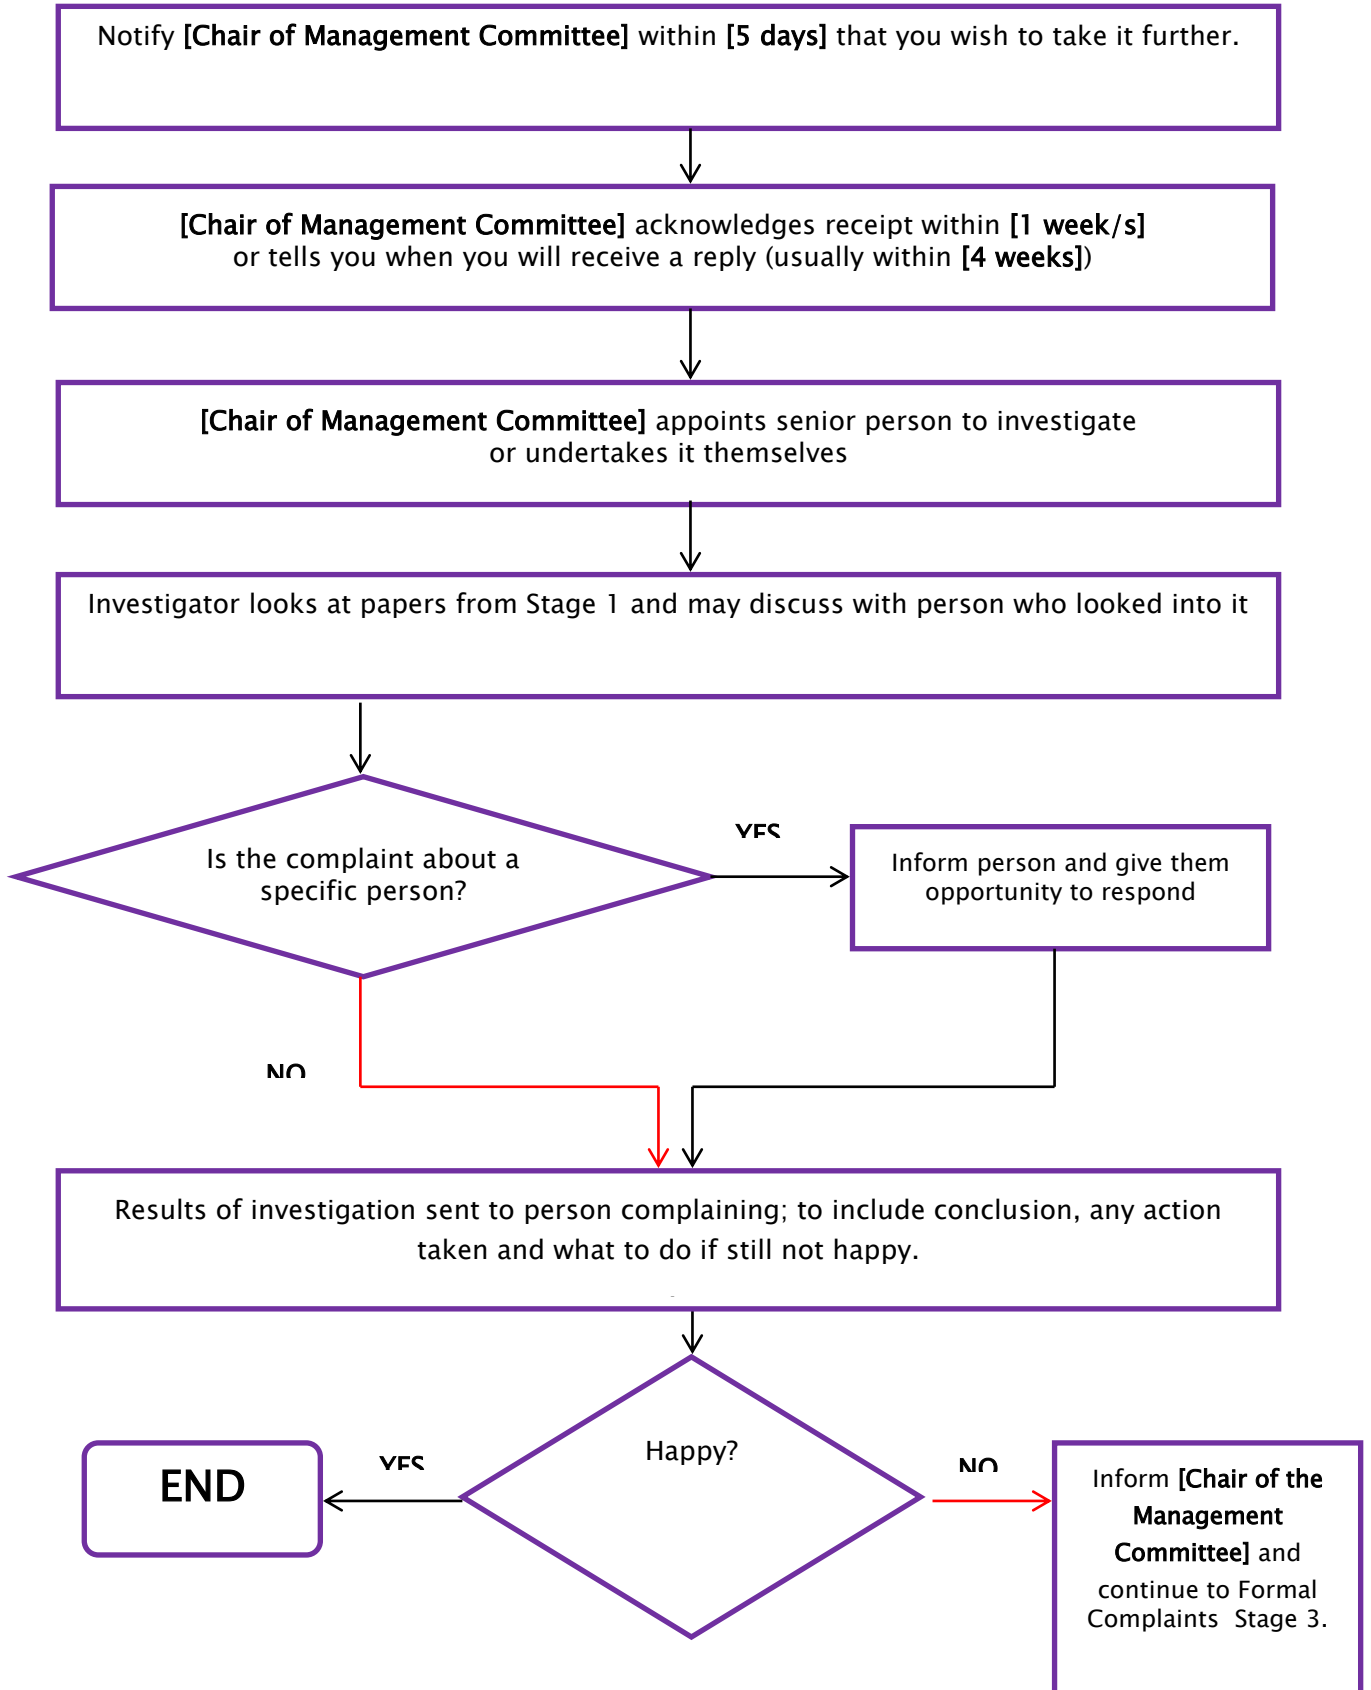 Notify [Chair of Management Committee] within [5 days] that you wish to take it further.
[Chair of Management Committee] acknowledges receipt within [1 week/s]
or tells you when you will receive a reply (usually within [4 weeks])
[Chair of Management Committee] appoints senior person to investigate
or undertakes it themselves
Investigator looks at papers from Stage 1 and may discuss with person who looked into it
Is the complaint about a
specific person?
YES
Inform person and give them
opportunity to respond
NO
Results of investigation sent to person complaining; to include conclusion, any action
taken and what to do if still not happy.
Happy?
YES
END
NO
Inform [Chair of the
Management
Committee] and
continue to Formal
Complaints  Stage 3.